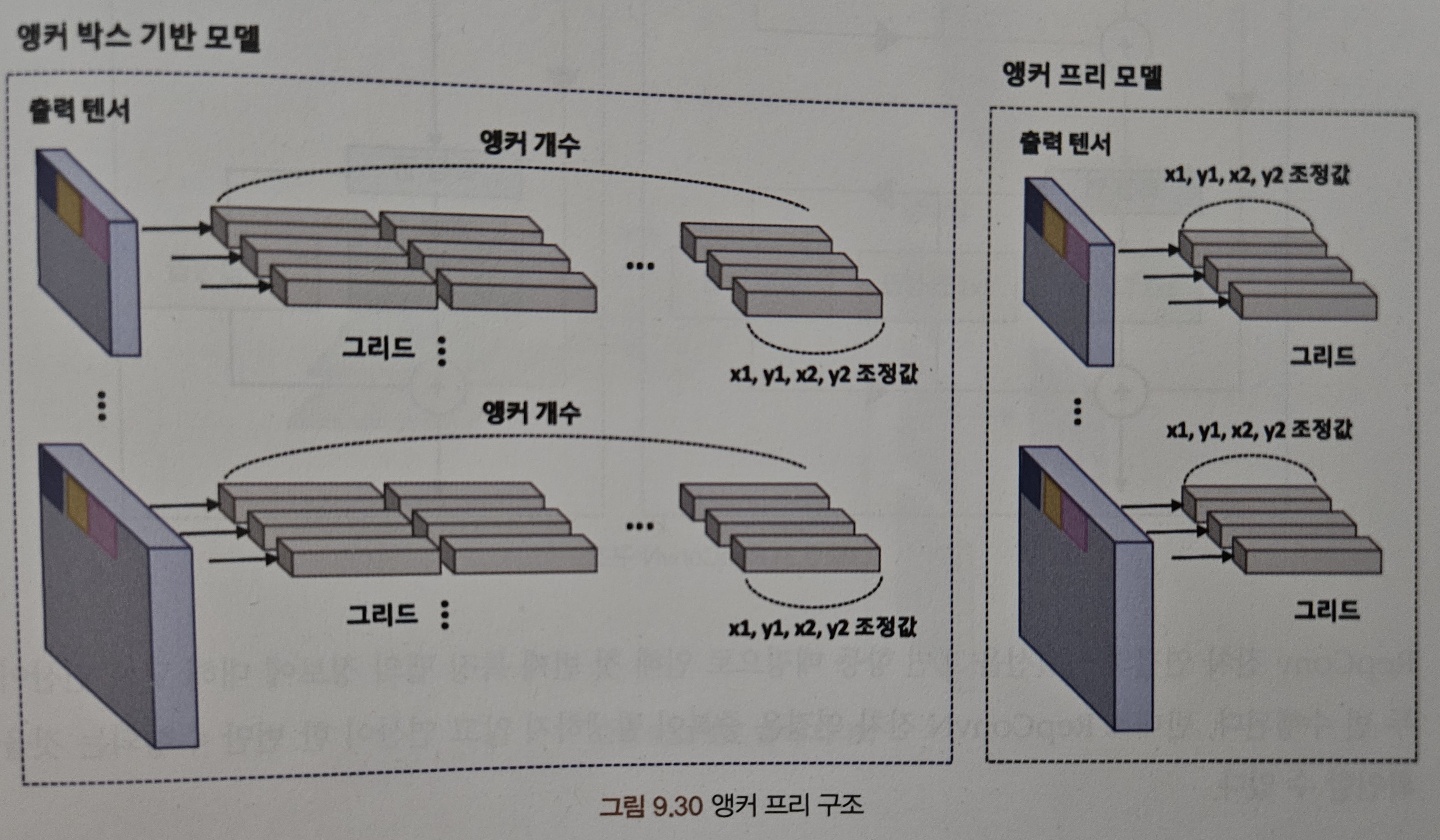 앵커 박스 기반 모델
출력 텐서
앵커 개수
그리드
x1, y1, x2, y2 조정값
앵커 개수
그리드
x1, y1, x2, y2 조정값
앵커 프리 모델
출력 텐서
x1, y1, x2, y2 조정값
그리드
x1, y1, x2, y2 조정값
그리드
그림 9.30 앵커 프리 구조